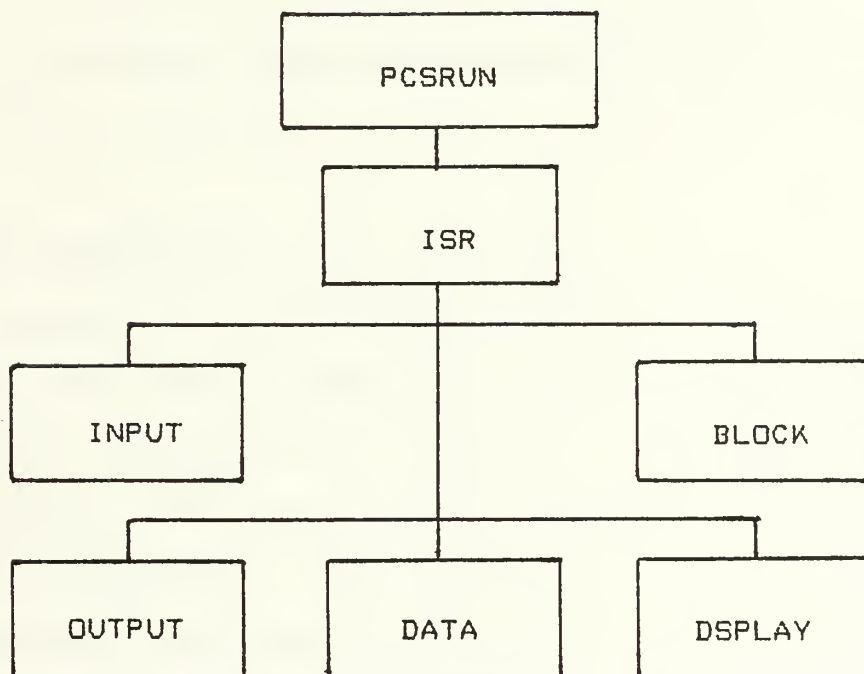 PCSRUN
ISR
INPUT
BLOCK
OUTPUT
DATA
DSPLAY